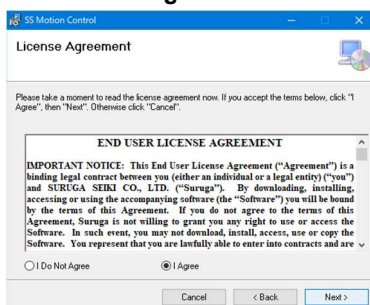 SS Motion Control
License Agreement
Please take a moment to read the license agreement now. If you accept the terms below, click "I
Agree", then "Next". Otherwise click "Cancel".
END USER LICENSE AGREEMENT
IMPORTANT NOTICE: This End User License Agreement ("Agreement") is a
binding legal contract between you (either an individual or a legal entity) ("you")
and SURUGA SEIKI CO., LTD. ("Suruga"). By downloading, installing,
accessing or using the accompanying software (the "Software") you will be bound
by the terms of this Agreement. If you do not agree to the terms of this
Agreement, Suruga is not willing to grant you any right to use or access the
Software. In such event, you may not download, install, access, use or copy the
Software. You represent that you are lawfully able to enter into contracts and are
I Do Not Agree
I Agree
Cancel
< Back
Next >